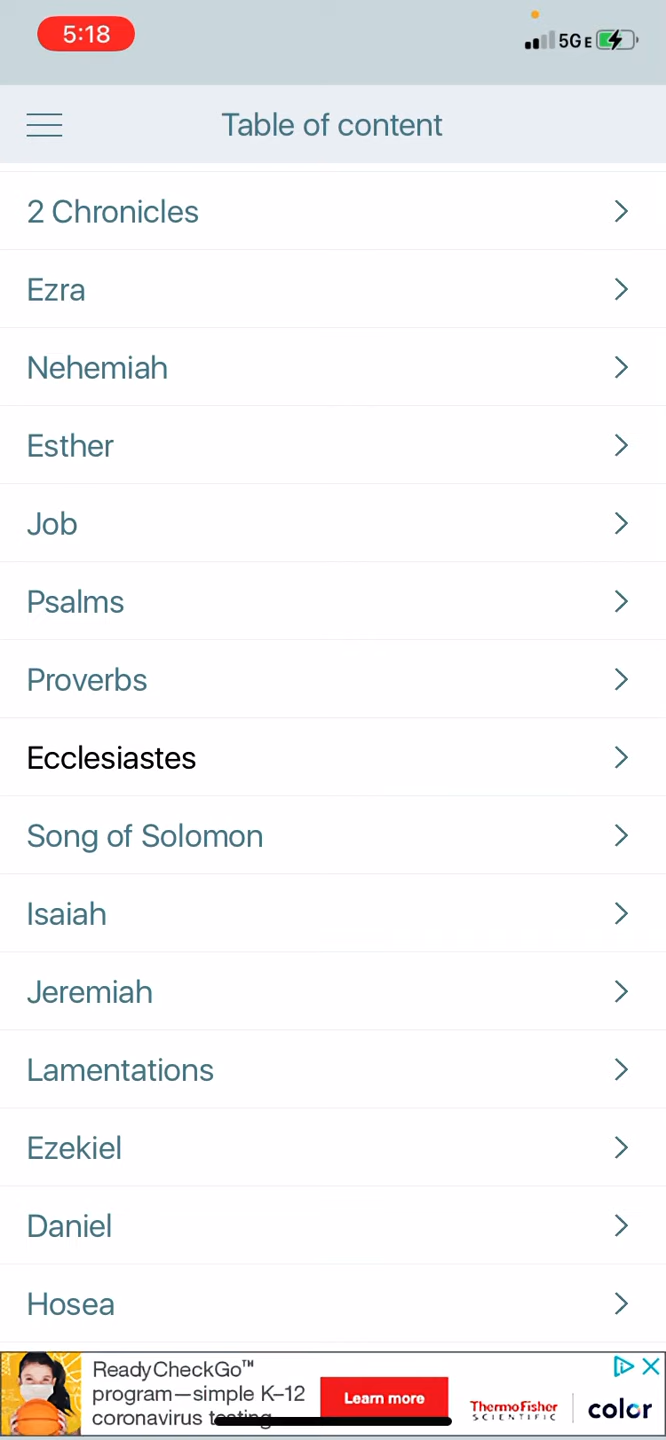 5:18
5G E
Table of content
2 Chronicles
Ezra
Nehemiah
Esther
Job
Psalms
Proverbs
Ecclesiastes
Song of Solomon
Isaiah
Jeremiah
Lamentations
Ezekiel
Daniel
Hosea
ReadyCheckGo™
program—simple K–12
coronavirus testing
Learn more
ThermoFisher
SCIENTIFIC
color